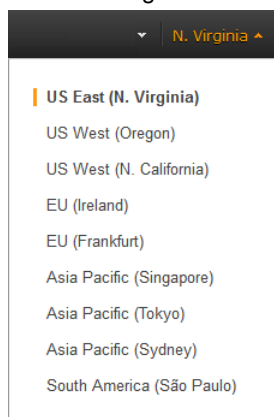 N. Virginia
US East (N. Virginia)
US West (Oregon)
US West (N. California)
EU (Ireland)
EU (Frankfurt)
Asia Pacific (Singapore)
Asia Pacific (Tokyo)
Asia Pacific (Sydney)
South America (São Paulo)